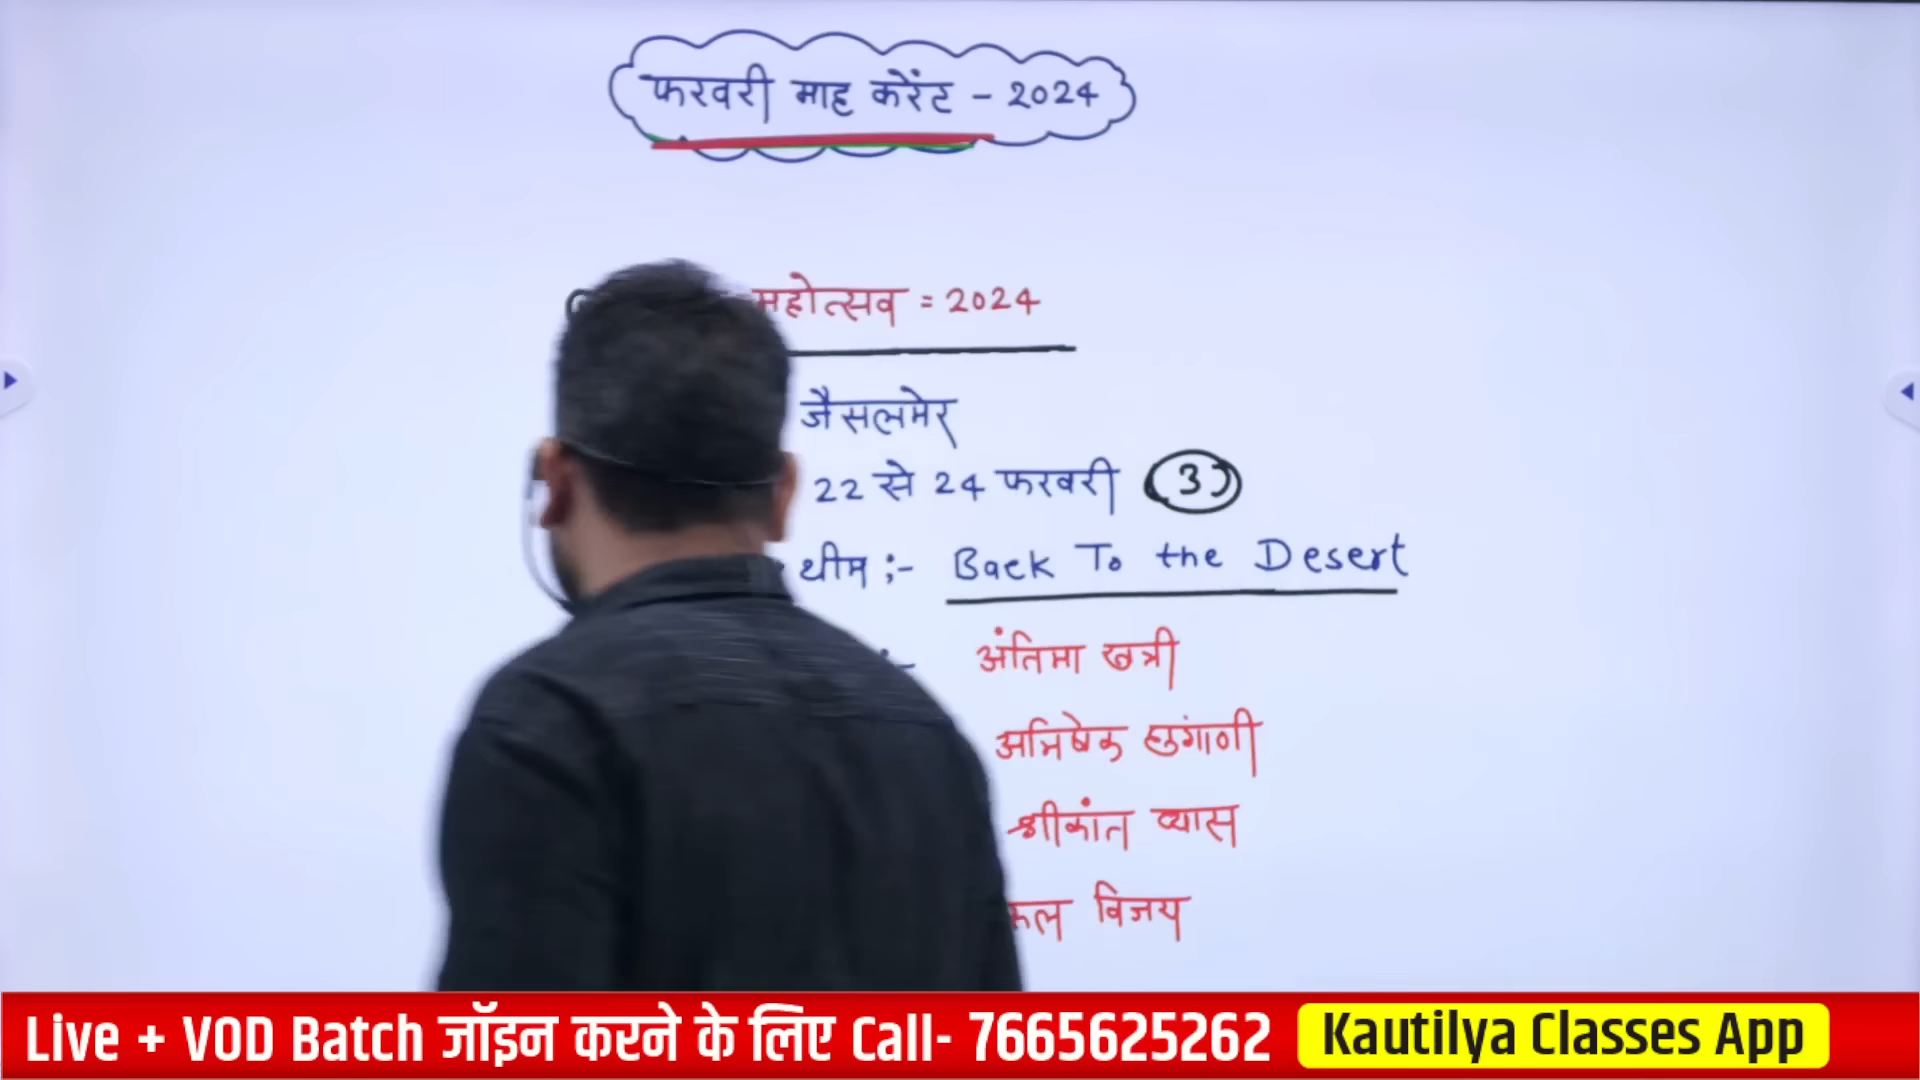 फरवरी माह करेंट - 2024
महोत्सव = 2024
जैसलमेर
22 से 24 फरवरी 3
थीम :- Back To the Desert
:- अंतिमा खत्री
अभिषेक छुगांणी
श्रीकांत व्यास
विजय
Live + VOD Batch जॉइन करने के लिए Call- 7665625262 Kautilya Classes App